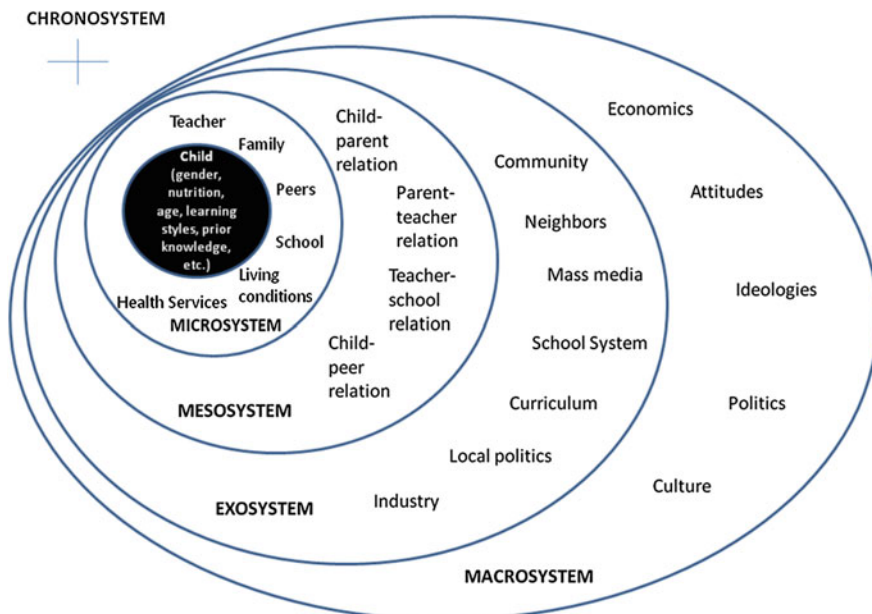 CHRONOSYSTEM
Teacher
Family
Child
(gender,
nutrition,
age, learning
styles, prior
knowledge,
etc.)
Peers
School
Living
conditions
Health Services
MICROSYSTEM
Child-
parent
relation
Parent-
teacher
relation
Teacher-
school
relation
Child-
peer
relation
MESOSYSTEM
Community
Neighbors
Mass media
School System
Curriculum
Local politics
Industry
EXOSYSTEM
Economics
Attitudes
Ideologies
Politics
Culture
MACROSYSTEM